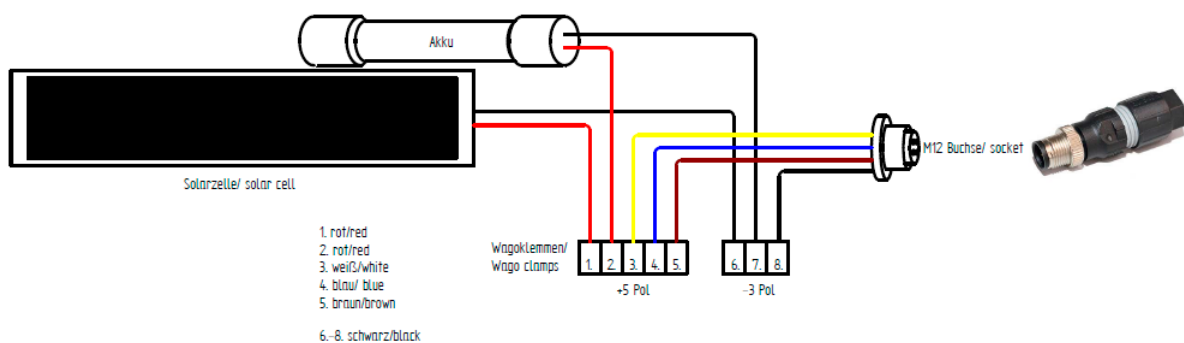 Akku
Solarzelle/ solar cell
M12 Buchse/ socket
1. rot/red
2. rot/red
3. weiß/white
4. blau/ blue
5. braun/brown
6.-8. schwarz/black
Wagoklemmen/
Wago clamps
1. 2. 3. 4. 5.
+5 Pol
6. 7. 8.
-3 Pol